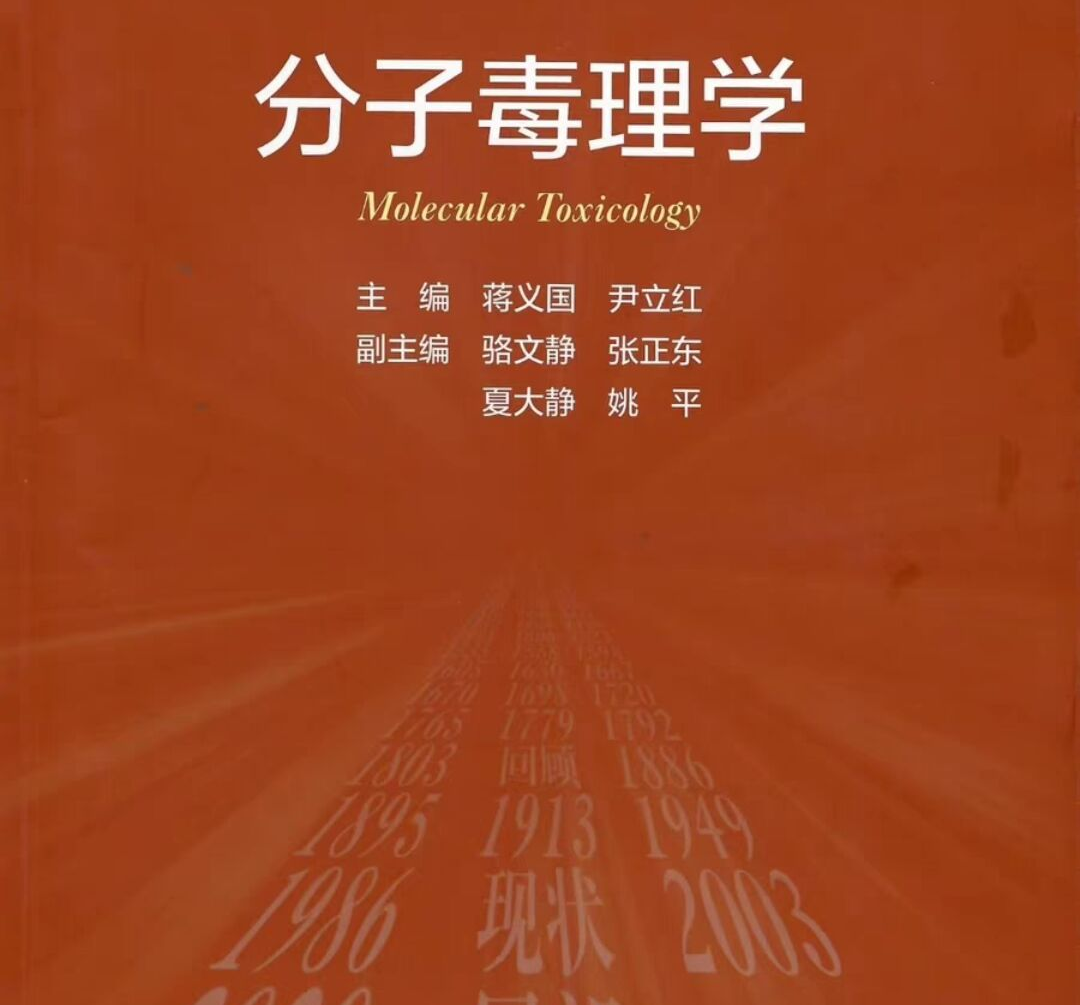 分子毒理学
Molecular Toxicology
主 编 蒋义国 尹立红
副主编 骆文静 张正东
夏大静 姚 平
1670 1698 1720
1765 1779 1792
1803 回顾 1886
1895 1913 1949
1986 现状 2003